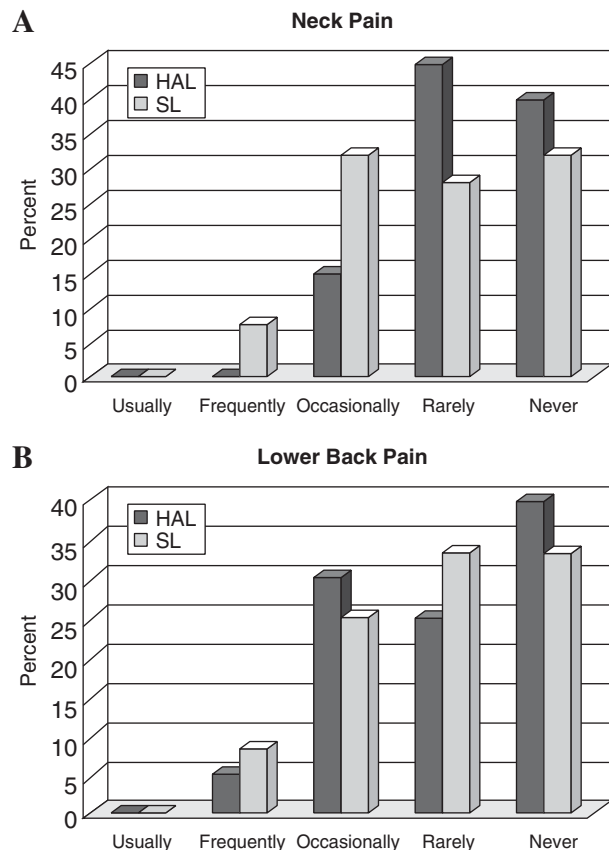 A
Neck Pain
45
40
35
30
25
20
15
10
5
0
Percent
HAL
SL
Usually Frequently Occasionally Rarely Never
B
Lower Back Pain
40
35
30
25
20
15
10
5
0
Percent
HAL
SL
Usually Frequently Occasionally Rarely Never